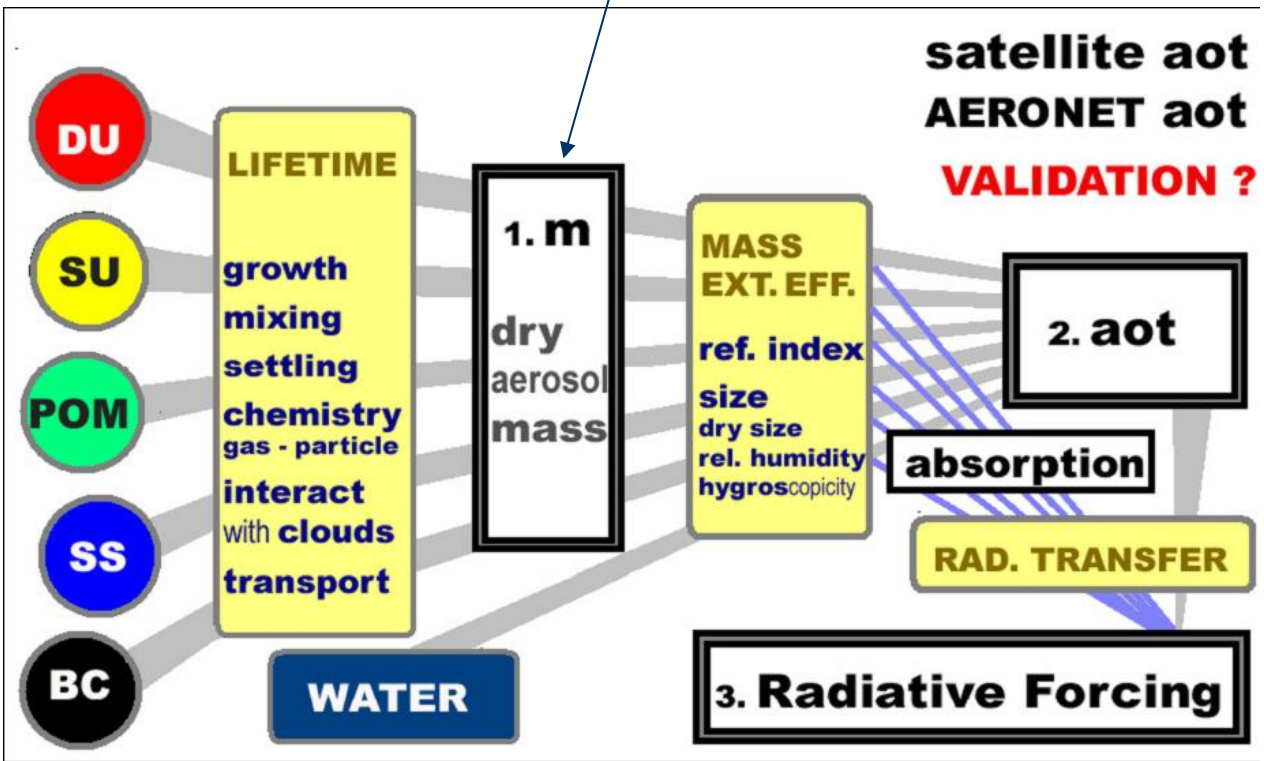 DU
SU
POM
SS
BC
LIFETIME
growth
mixing
settling
chemistry
gas - particle
interact
with clouds
transport
WATER
1. m
dry
aerosol
mass
MASS
EXT. EFF.
ref. index
size
dry size
rel. humidity
hygroscopicity
satellite aot
AERONET aot
VALIDATION ?
2. aot
absorption
RAD. TRANSFER
3. Radiative Forcing